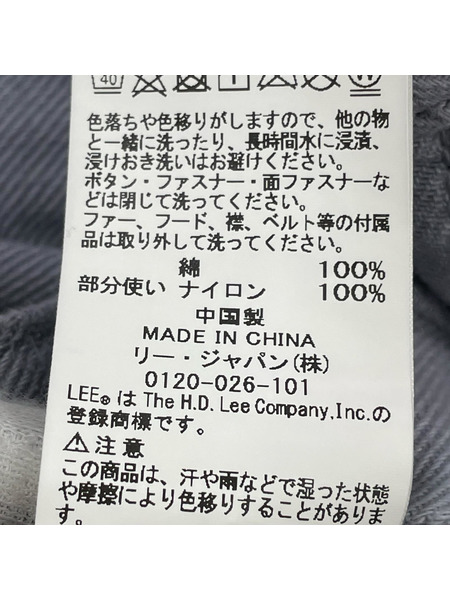 40
色落ちや色移りがしますので、他の物
と一緒に洗ったり、長時間水に浸漬、
浸けおき洗いはお避けください。
ボタン・ファスナー・面ファスナーな
どは閉じて洗ってください。
ファー、フード、襟、ベルト等の付属
品は取り外して洗ってください。
綿 100%
部分使い ナイロン 100%
中国製
MADE IN CHINA
リー・ジャパン(株)
0120-026-101
LEE®は The H.D. Lee Company,Inc.の
登録商標です。
⚠注意
この商品は、汗や雨などで湿った状態
や摩擦により色移りすることがありま
す。